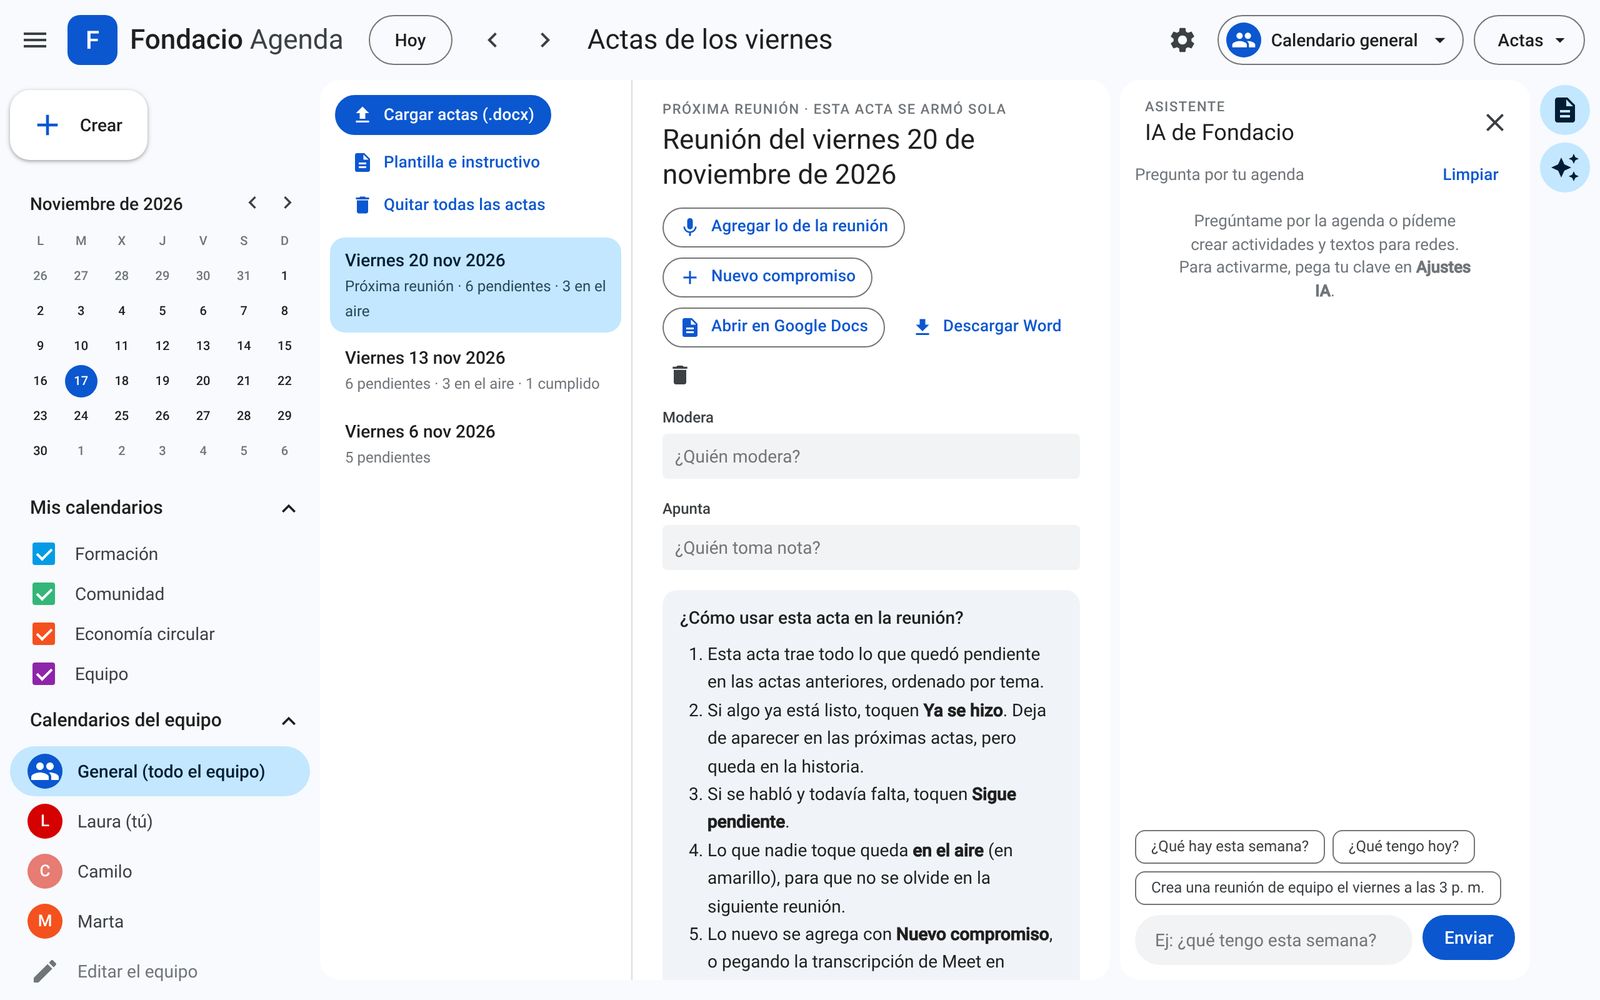 F Fondacio Agenda
Hoy
Actas de los viernes
Calendario general
Actas
Crear
Noviembre de 2026
L M X J V S D
26 27 28 29 30 31 1
2 3 4 5 6 7 8
9 10 11 12 13 14 15
16 17 18 19 20 21 22
23 24 25 26 27 28 29
30 1 2 3 4 5 6
Mis calendarios
Formación
Comunidad
Economía circular
Equipo
Calendarios del equipo
General (todo el equipo)
L Laura (tú)
C Camilo
M Marta
Editar el equipo
Cargar actas (.docx)
Plantilla e instructivo
Quitar todas las actas
Viernes 20 nov 2026
Próxima reunión · 6 pendientes · 3 en el
aire
Viernes 13 nov 2026
6 pendientes · 3 en el aire · 1 cumplido
Viernes 6 nov 2026
5 pendientes
PRÓXIMA REUNIÓN · ESTA ACTA SE ARMÓ SOLA
Reunión del viernes 20 de
noviembre de 2026
Agregar lo de la reunión
Nuevo compromiso
Abrir en Google Docs
Descargar Word
Modera
¿Quién modera?
Apunta
¿Quién toma nota?
¿Cómo usar esta acta en la reunión?
1. Esta acta trae todo lo que quedó pendiente
en las actas anteriores, ordenado por tema.
2. Si algo ya está listo, toquen Ya se hizo. Deja
de aparecer en las próximas actas, pero
queda en la historia.
3. Si se habló y todavía falta, toquen Sigue
pendiente.
4. Lo que nadie toque queda en el aire (en
amarillo), para que no se olvide en la
siguiente reunión.
5. Lo nuevo se agrega con Nuevo compromiso,
o pegando la transcripción de Meet en
ASISTENTE
IA de Fondacio
Pregunta por tu agenda
Limpiar
Pregúntame por la agenda o pídeme
crear actividades y textos para redes.
Para activarme, pega tu clave en Ajustes
IA.
¿Qué hay esta semana?
¿Qué tengo hoy?
Crea una reunión de equipo el viernes a las 3 p. m.
Ej: ¿qué tengo esta semana?
Enviar